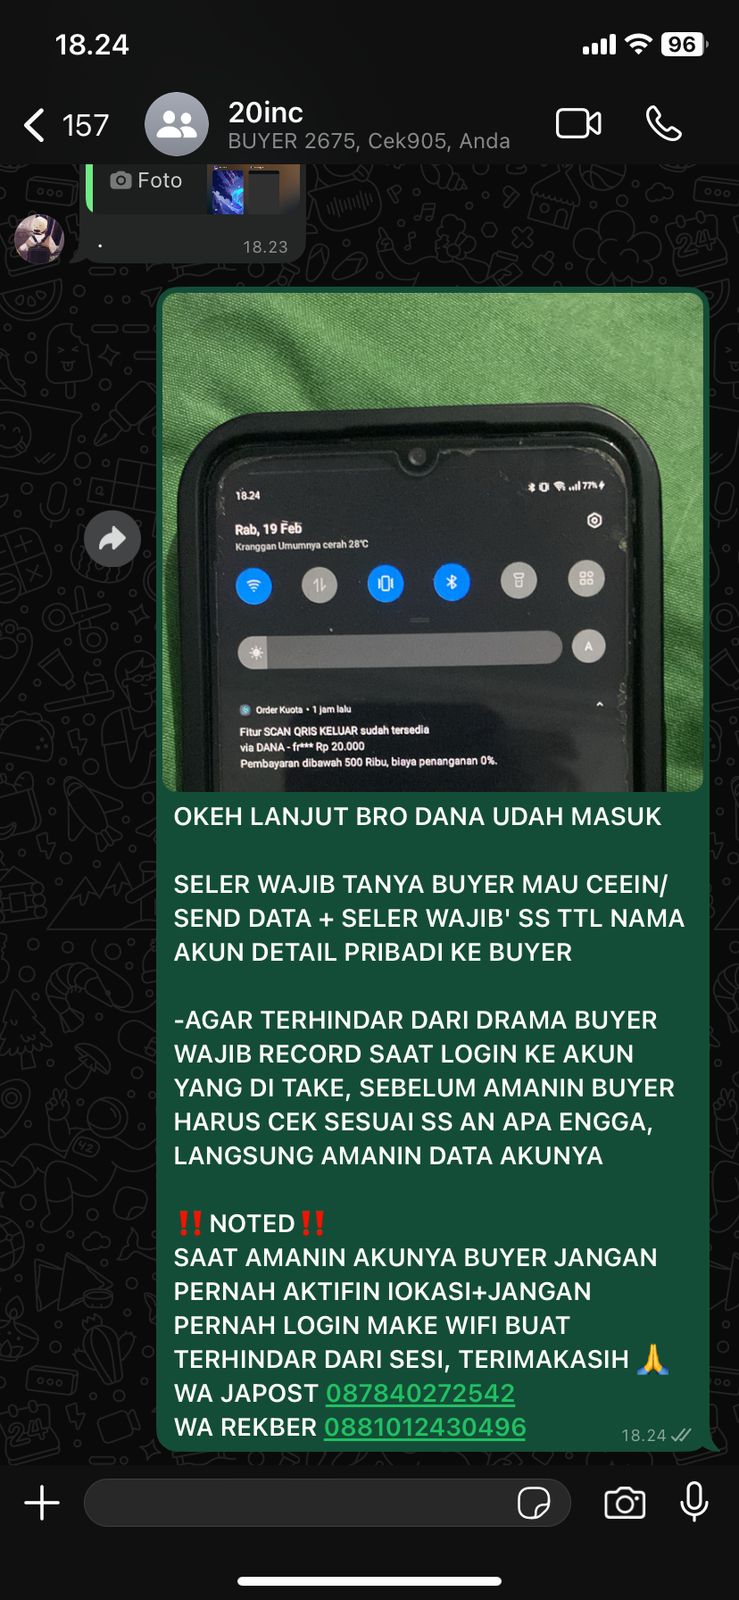 18.24
96
157
20inc
BUYER 2675, Cek905, Anda
Foto
.
18.23
18.24
77%
Rab, 19 Feb
Kranggan Umumnya cerah 28°C
A
Order Kuota • 1 jam lalu
Fitur SCAN QRIS KELUAR sudah tersedia
via DANA - fr*** Rp 20.000
Pembayaran dibawah 500 Ribu, biaya penanganan 0%.
OKEH LANJUT BRO DANA UDAH MASUK
SELER WAJIB TANYA BUYER MAU CEEIN/
SEND DATA + SELER WAJIB' SS TTL NAMA
AKUN DETAIL PRIBADI KE BUYER
-AGAR TERHINDAR DARI DRAMA BUYER
WAJIB RECORD SAAT LOGIN KE AKUN
YANG DI TAKE, SEBELUM AMANIN BUYER
HARUS CEK SESUAI SS AN APA ENGGA,
LANGSUNG AMANIN DATA AKUNYA
‼️NOTED‼️
SAAT AMANIN AKUNYA BUYER JANGAN
PERNAH AKTIFIN lOKASI+JANGAN
PERNAH LOGIN MAKE WIFI BUAT
TERHINDAR DARI SESI, TERIMAKASIH 🙏
WA JAPOST 087840272542
WA REKBER 0881012430496
18.24